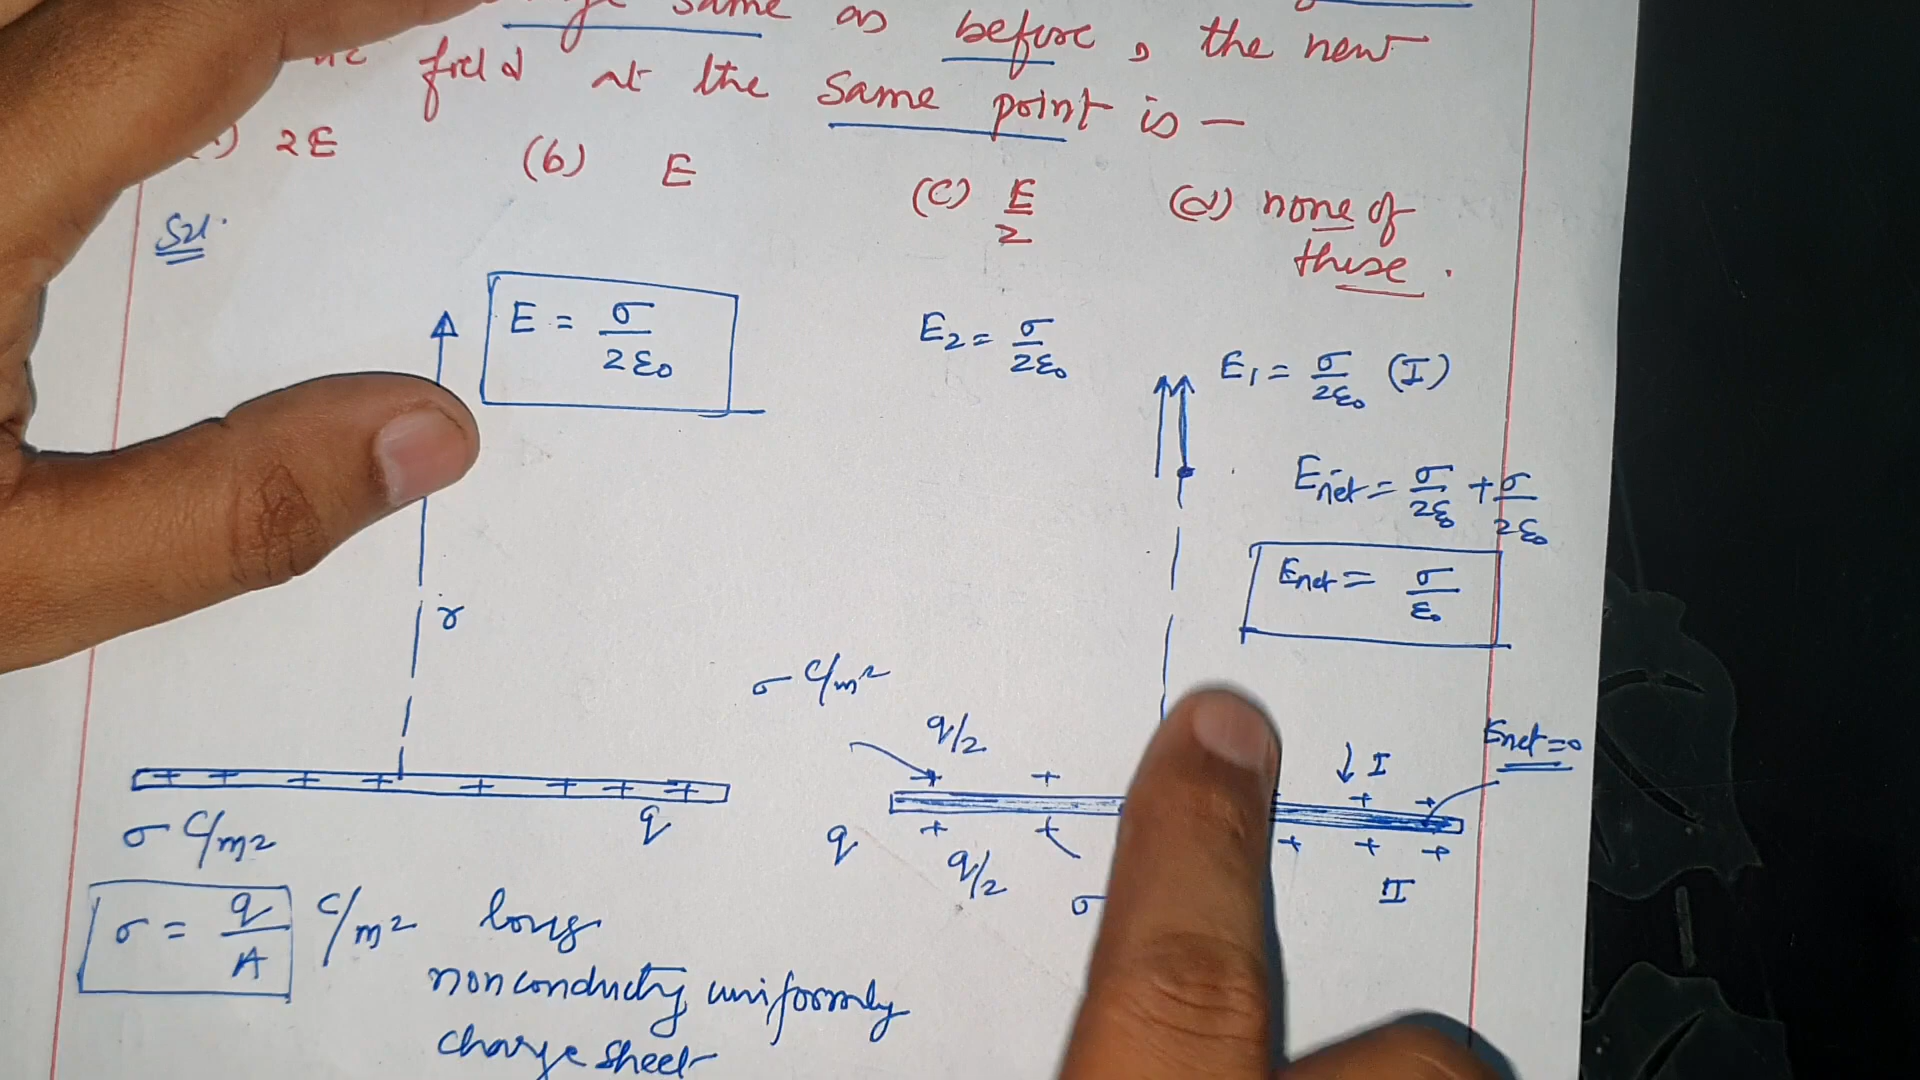 same as before, the new
field at the same point is —
2E
(b) E
(c) E/2
(d) none of
these.
Sol.
E = σ/2ε₀
E₂ = σ/2ε₀
E₁ = σ/2ε₀ (I)
Enet = σ/2ε₀ + σ/2ε₀
Enet = σ/ε₀
r
σ C/m²
q/2
Enet=0
I
+ + + + + + + +
+ + + +
σ C/m2
q
q
+ + + + +
q/2
σ
II
σ = q/A C/m2
long
nonconducting uniformly
charge sheet